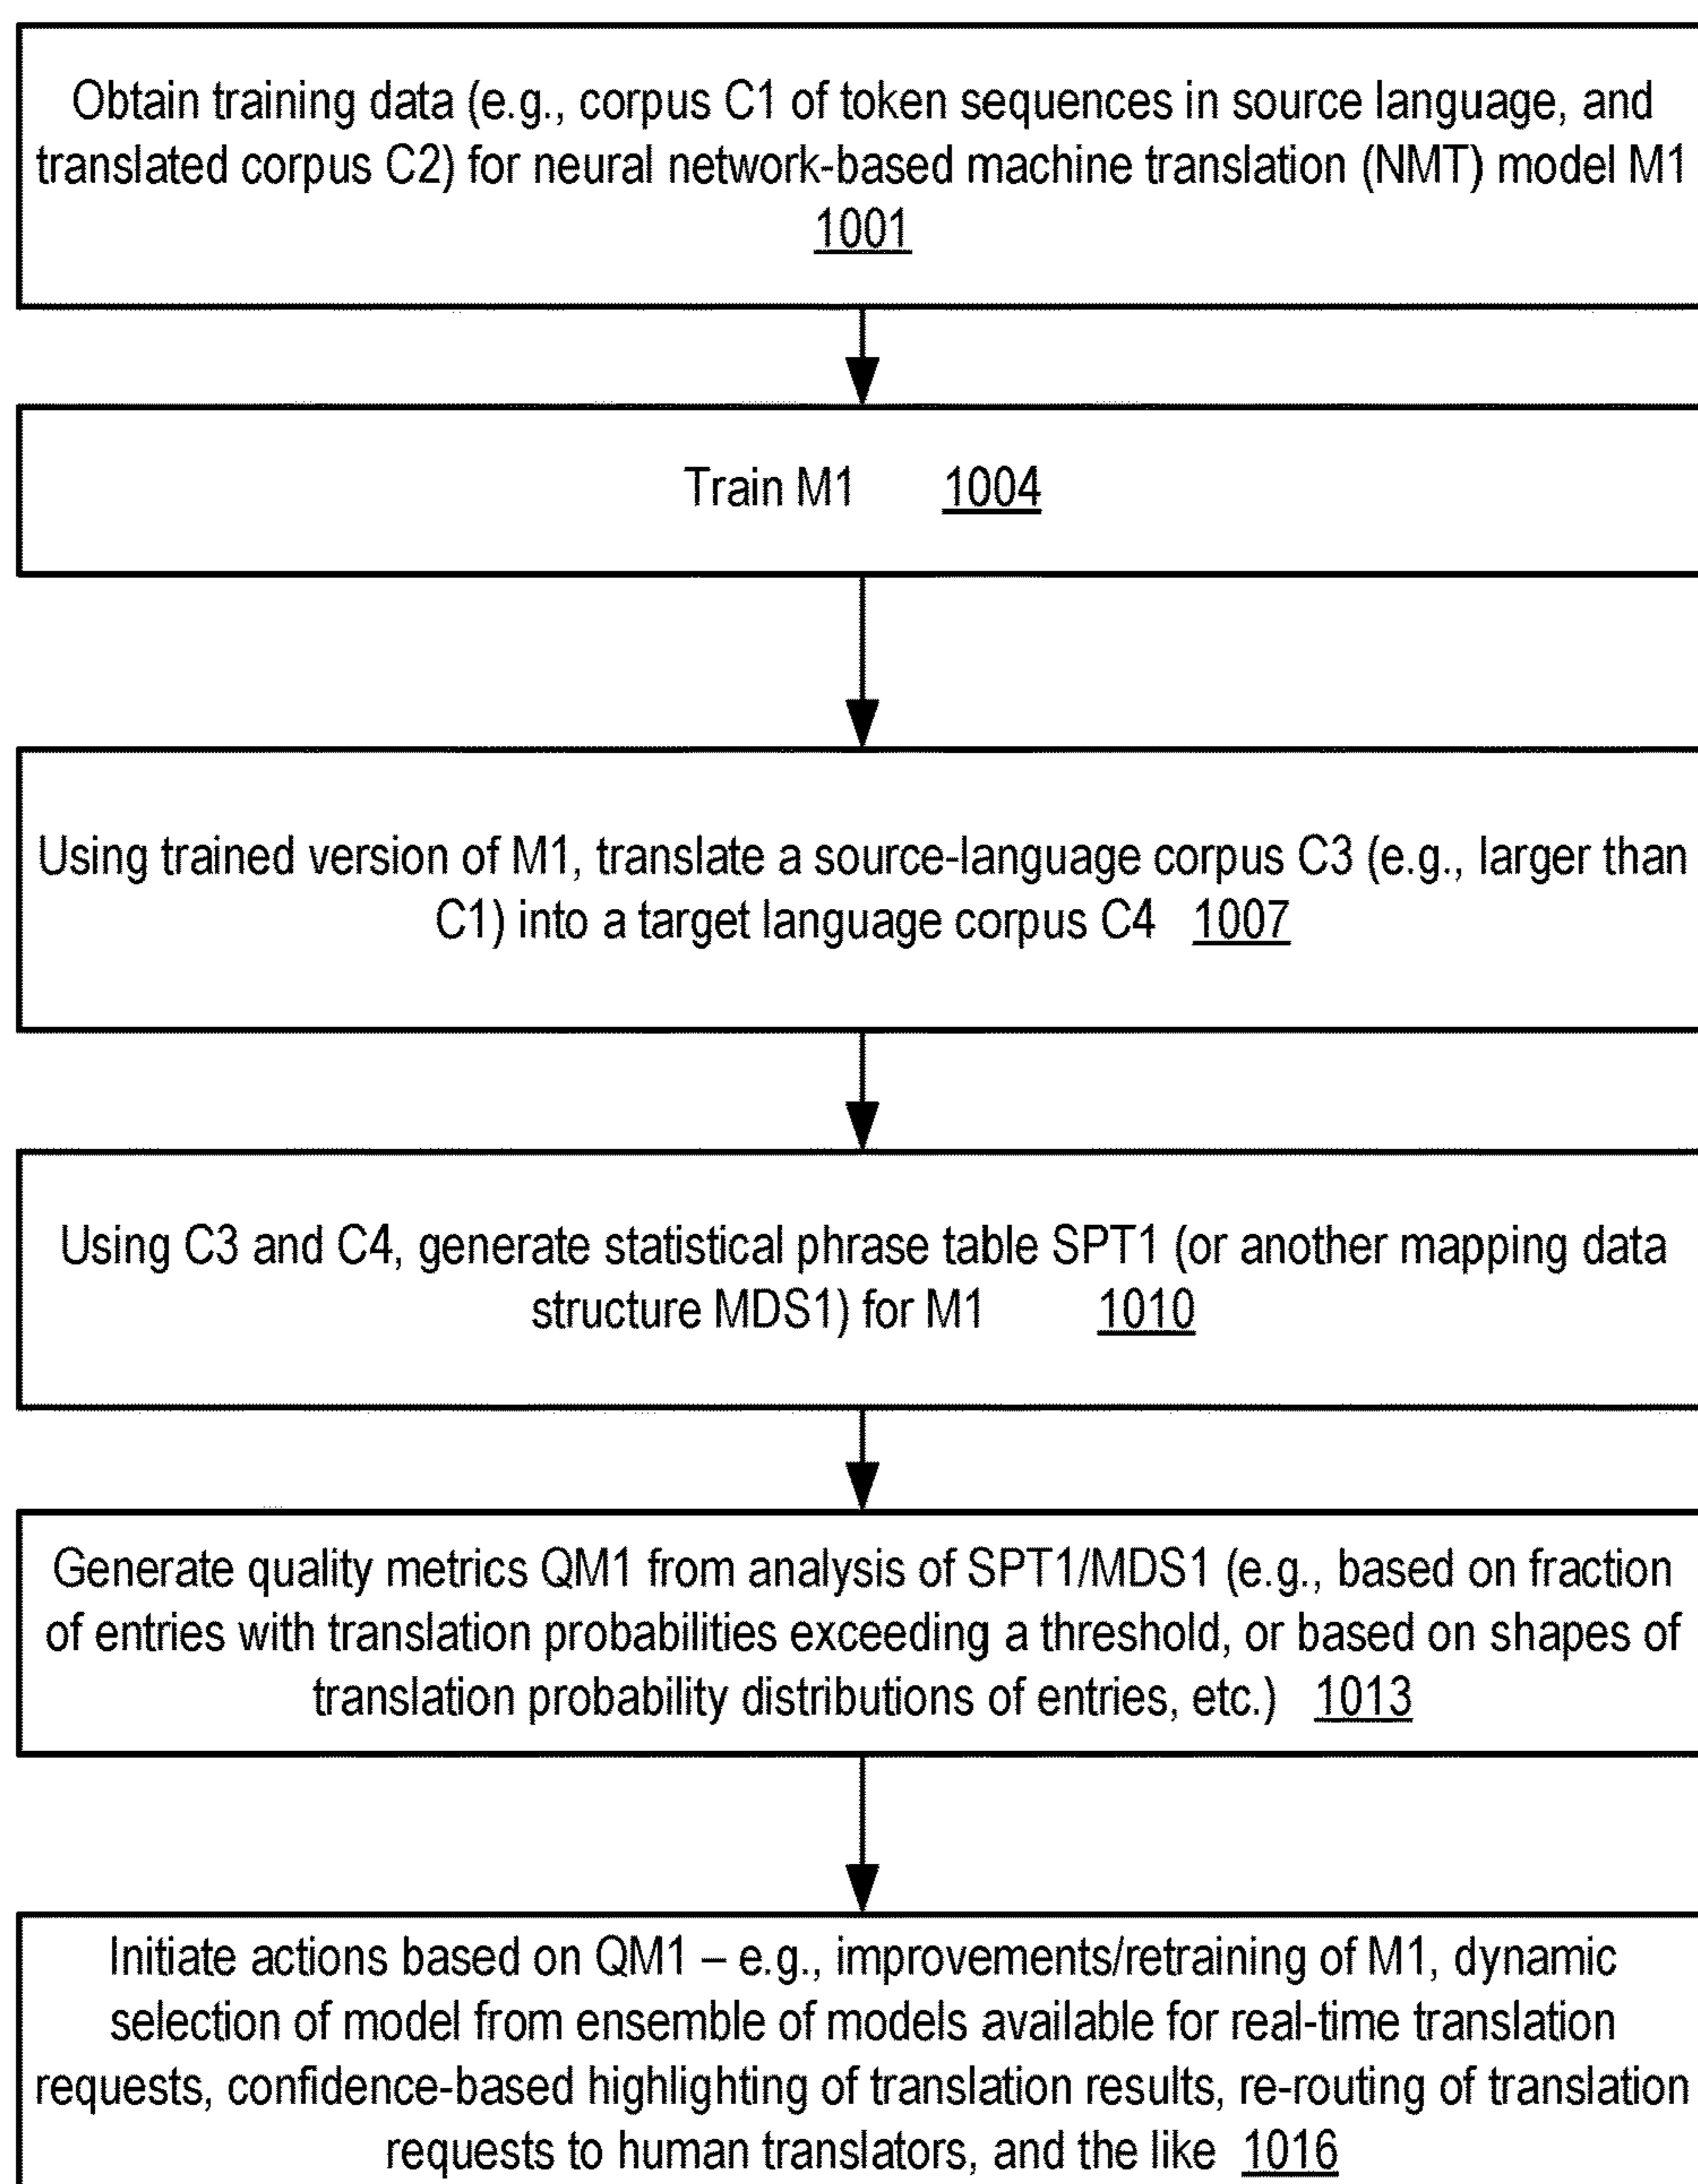 Obtain training data (e.g., corpus C1 of token sequences in source language, and
translated corpus C2) for neural network-based machine translation (NMT) model M1
1001
Train M1 1004
Using trained version of M1, translate a source-language corpus C3 (e.g., larger than
C1) into a target language corpus C4 1007
Using C3 and C4, generate statistical phrase table SPT1 (or another mapping data
structure MDS1) for M1 1010
Generate quality metrics QM1 from analysis of SPT1/MDS1 (e.g., based on fraction
of entries with translation probabilities exceeding a threshold, or based on shapes of
translation probability distributions of entries, etc.) 1013
Initiate actions based on QM1 – e.g., improvements/retraining of M1, dynamic
selection of model from ensemble of models available for real-time translation
requests, confidence-based highlighting of translation results, re-routing of translation
requests to human translators, and the like 1016